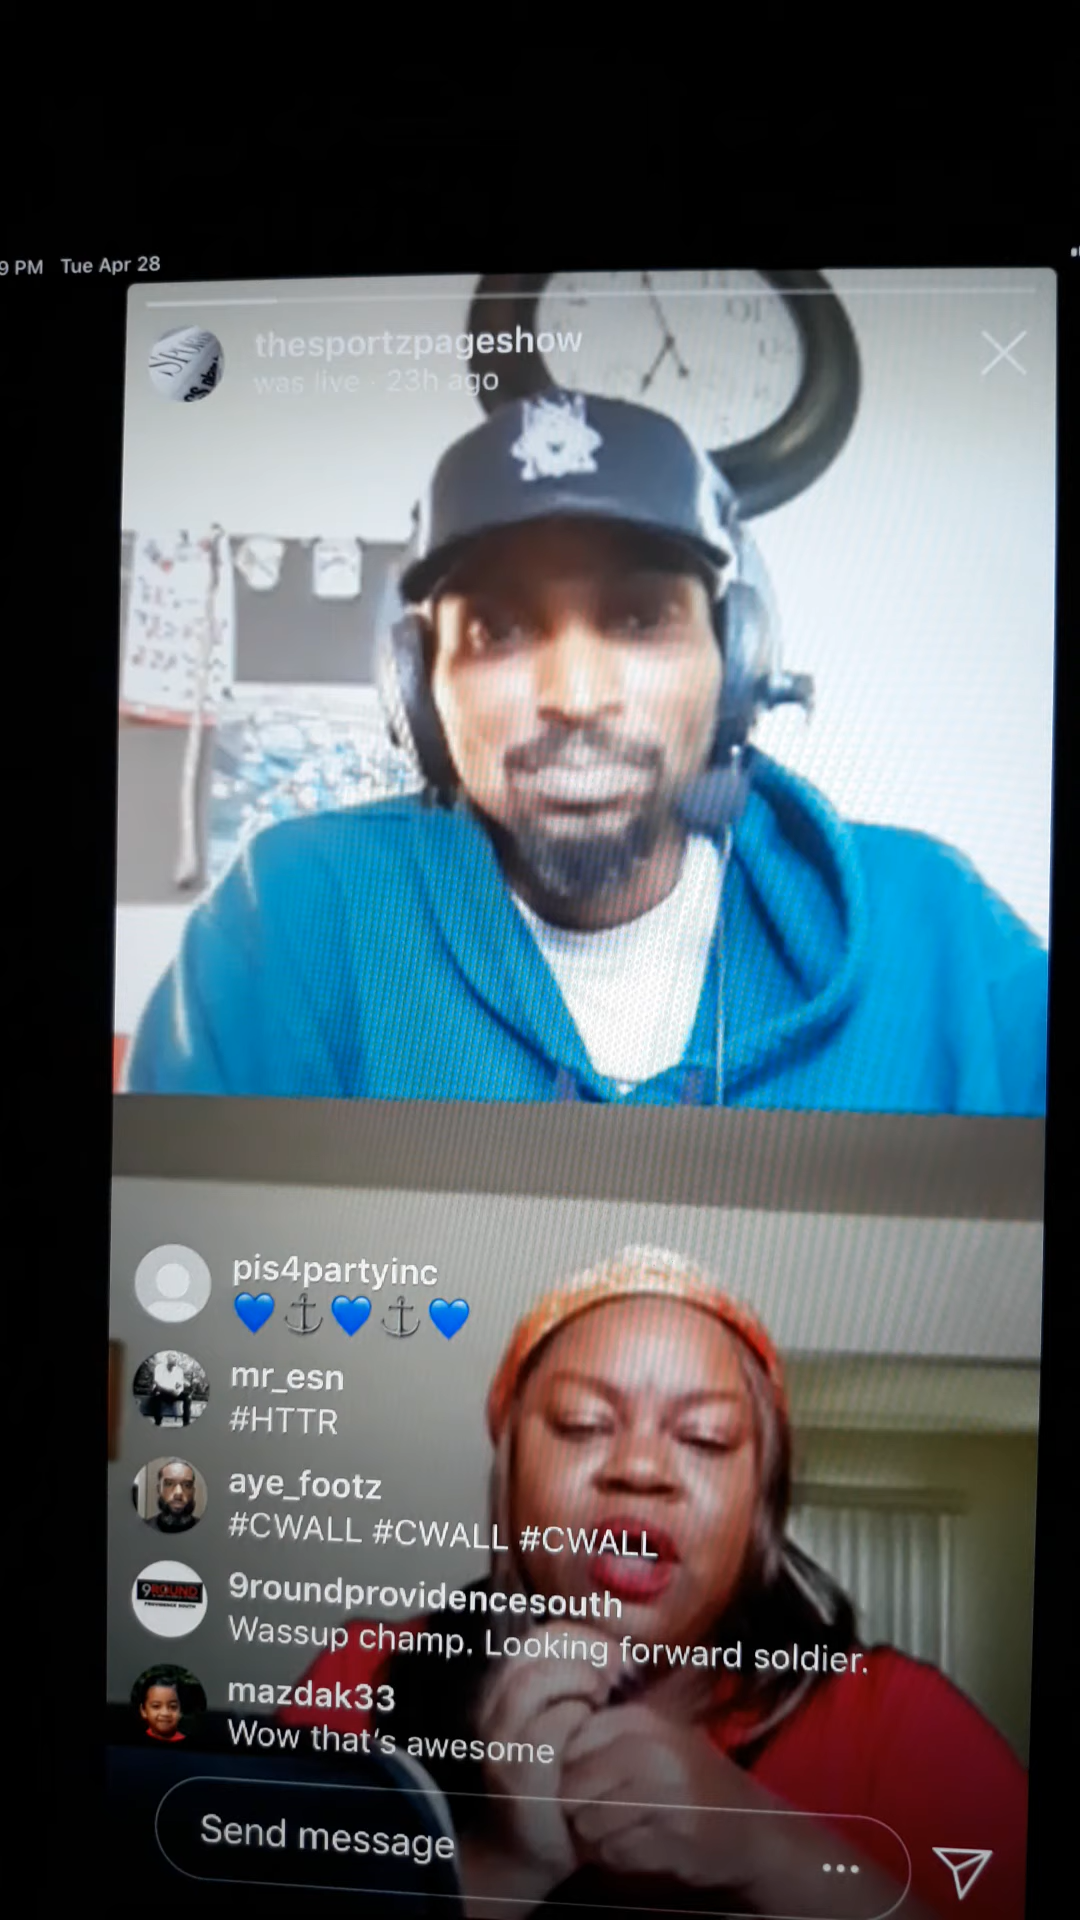 9 PM Tue Apr 28
thesportzpageshow
was live · 23h ago
pis4partyinc
💙⚓💙⚓💙
mr_esn
#HTTR
aye_footz
#CWALL #CWALL #CWALL
9ROUND
9roundprovidencesouth
Wassup champ. Looking forward soldier.
mazdak33
Wow that's awesome
Send message